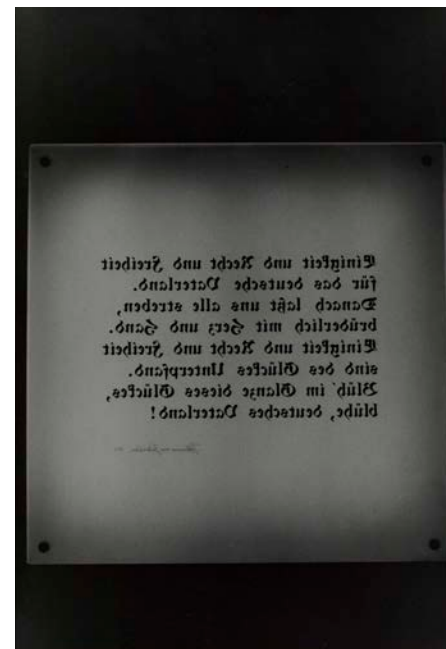 Einigkeit und Recht und Freiheit
für das deutsche Vaterland.
Danach laßt uns alle streben,
brüderlich mit Herz und Hand.
Einigkeit und Recht und Freiheit
sind des Glückes Unterpfand.
Blüh' im Glanze dieses Glückes,
blühe, deutsches Vaterland!